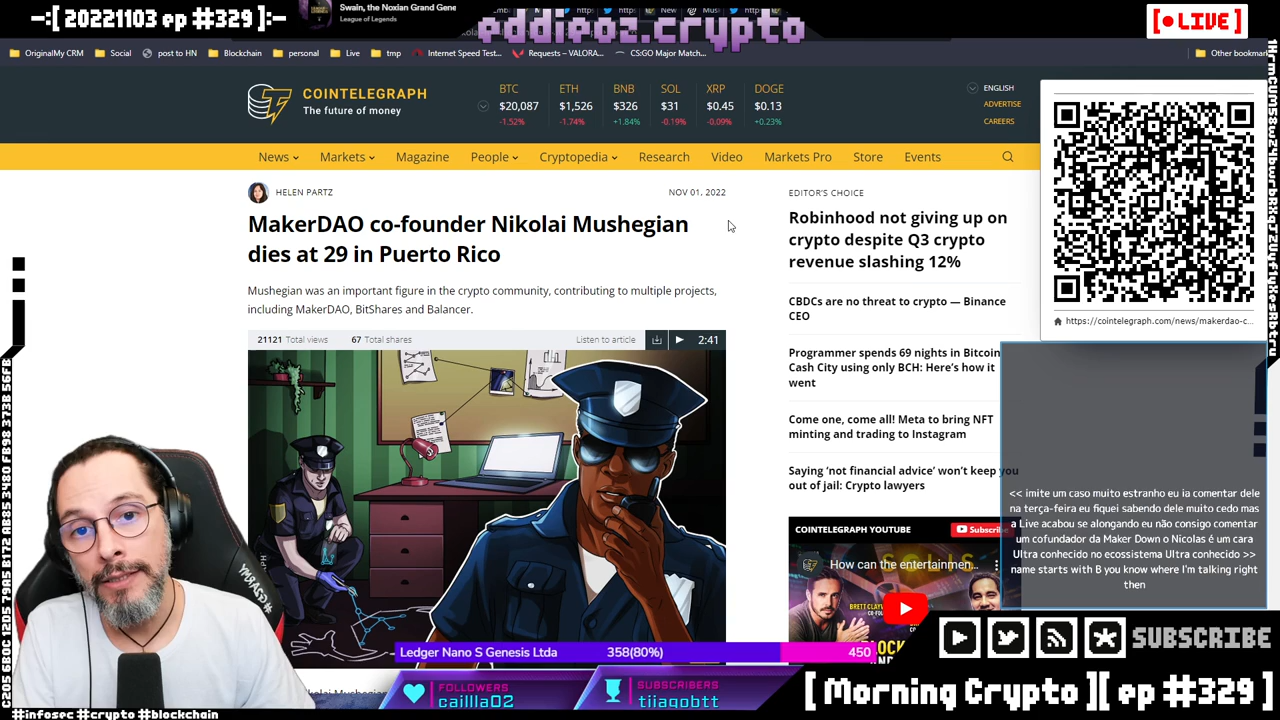 -:[ 20221103 ep #329 ]:-
Swain, the Noxian Grand Gene
League of Legends
eddieoz.crypto
[● LIVE]
OriginalMy CRM
Social
post to HN
Blockchain
personal
Live
tmp
Internet Speed Test...
Requests – VALORA...
CS:GO Major Match...
Other bookmar
COINTELEGRAPH
The future of money
BTC ETH BNB SOL XRP DOGE
$20,087 $1,526 $326 $31 $0.45 $0.13
-1.52% -1.74% +1.84% -0.19% -0.09% +0.23%
ENGLISH
ADVERTISE
CAREERS
News Markets Magazine People Cryptopedia Research Video Markets Pro Store Events
HELEN PARTZ
NOV 01, 2022
MakerDAO co-founder Nikolai Mushegian
dies at 29 in Puerto Rico
Mushegian was an important figure in the crypto community, contributing to multiple projects,
including MakerDAO, BitShares and Balancer.
21121 Total views 67 Total shares Listen to article 2:41
EDITOR'S CHOICE
Robinhood not giving up on
crypto despite Q3 crypto
revenue slashing 12%
CBDCs are no threat to crypto — Binance
CEO
Programmer spends 69 nights in Bitcoin
Cash City using only BCH: Here's how it
went
Come one, come all! Meta to bring NFT
minting and trading to Instagram
Saying 'not financial advice' won't keep you
out of jail: Crypto lawyers
COINTELEGRAPH YOUTUBE
Subscribe
How can the entertainmen...
https://cointelegraph.com/news/makerdao-c...
<< imite um caso muito estranho eu ia comentar dele
na terça-feira eu fiquei sabendo dele muito cedo mas
a Live acabou se alongando eu não consigo comentar
um cofundador da Maker Down o Nicolas é um cara
Ultra conhecido no ecossistema Ultra conhecido >>
name starts with B you know where I'm talking right
then
Ledger Nano S Genesis Ltda 358(80%) 450
FOLLOWERS
caillla02
SUBSCRIBERS
tiiagobtt
SUBSCRIBE
[ Morning Crypto ][ ep #329 ]
#infosec #crypto #blockchain